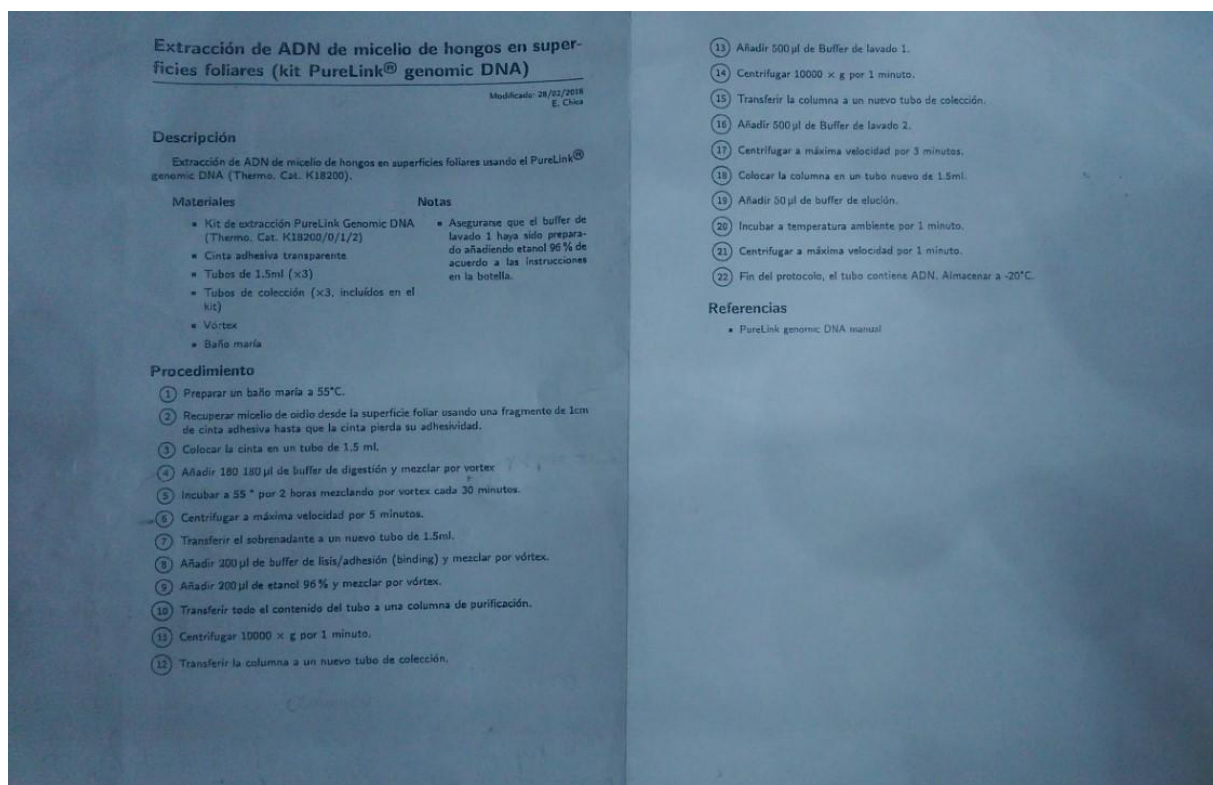 Extracción de ADN de micelio de hongos en super-
ficies foliares (kit PureLink® genomic DNA)
Modificado: 28/02/2018
E. Chica
Descripción
Extracción de ADN de micelio de hongos en superficies foliares usando el PureLink®
genomic DNA (Thermo, Cat. K18200).
Materiales
▪ Kit de extracción PureLink Genomic DNA
(Thermo, Cat. K18200/0/1/2)
▪ Cinta adhesiva transparente
▪ Tubos de 1.5ml (×3)
▪ Tubos de colección (×3, incluídos en el
kit)
▪ Vórtex
▪ Baño maría
Notas
▪ Asegurarse que el buffer de
lavado 1 haya sido prepara-
do añadiendo etanol 96 % de
acuerdo a las instrucciones
en la botella.
Procedimiento
1 Preparar un baño maría a 55°C.
2 Recuperar micelio de oidio desde la superficie foliar usando una fragmento de 1cm
de cinta adhesiva hasta que la cinta pierda su adhesividad.
3 Colocar la cinta en un tubo de 1.5 ml.
4 Añadir 180 180 µl de buffer de digestión y mezclar por vortex
5 Incubar a 55 ° por 2 horas mezclando por vortex cada 30 minutos.
6 Centrifugar a máxima velocidad por 5 minutos.
7 Transferir el sobrenadante a un nuevo tubo de 1.5ml.
8 Añadir 200 µl de buffer de lisis/adhesión (binding) y mezclar por vórtex.
9 Añadir 200 µl de etanol 96 % y mezclar por vórtex.
10 Transferir todo el contenido del tubo a una columna de purificación.
11 Centrifugar 10000 × g por 1 minuto.
12 Transferir la columna a un nuevo tubo de colección.
13 Añadir 500 µl de Buffer de lavado 1.
14 Centrifugar 10000 × g por 1 minuto.
15 Transferir la columna a un nuevo tubo de colección.
16 Añadir 500 µl de Buffer de lavado 2.
17 Centrifugar a máxima velocidad por 3 minutos.
18 Colocar la columna en un tubo nuevo de 1.5ml.
19 Añadir 50 µl de buffer de elución.
20 Incubar a temperatura ambiente por 1 minuto.
21 Centrifugar a máxima velocidad por 1 minuto.
22 Fin del protocolo, el tubo contiene ADN. Almacenar a -20°C.
Referencias
▪ PureLink genomic DNA manual